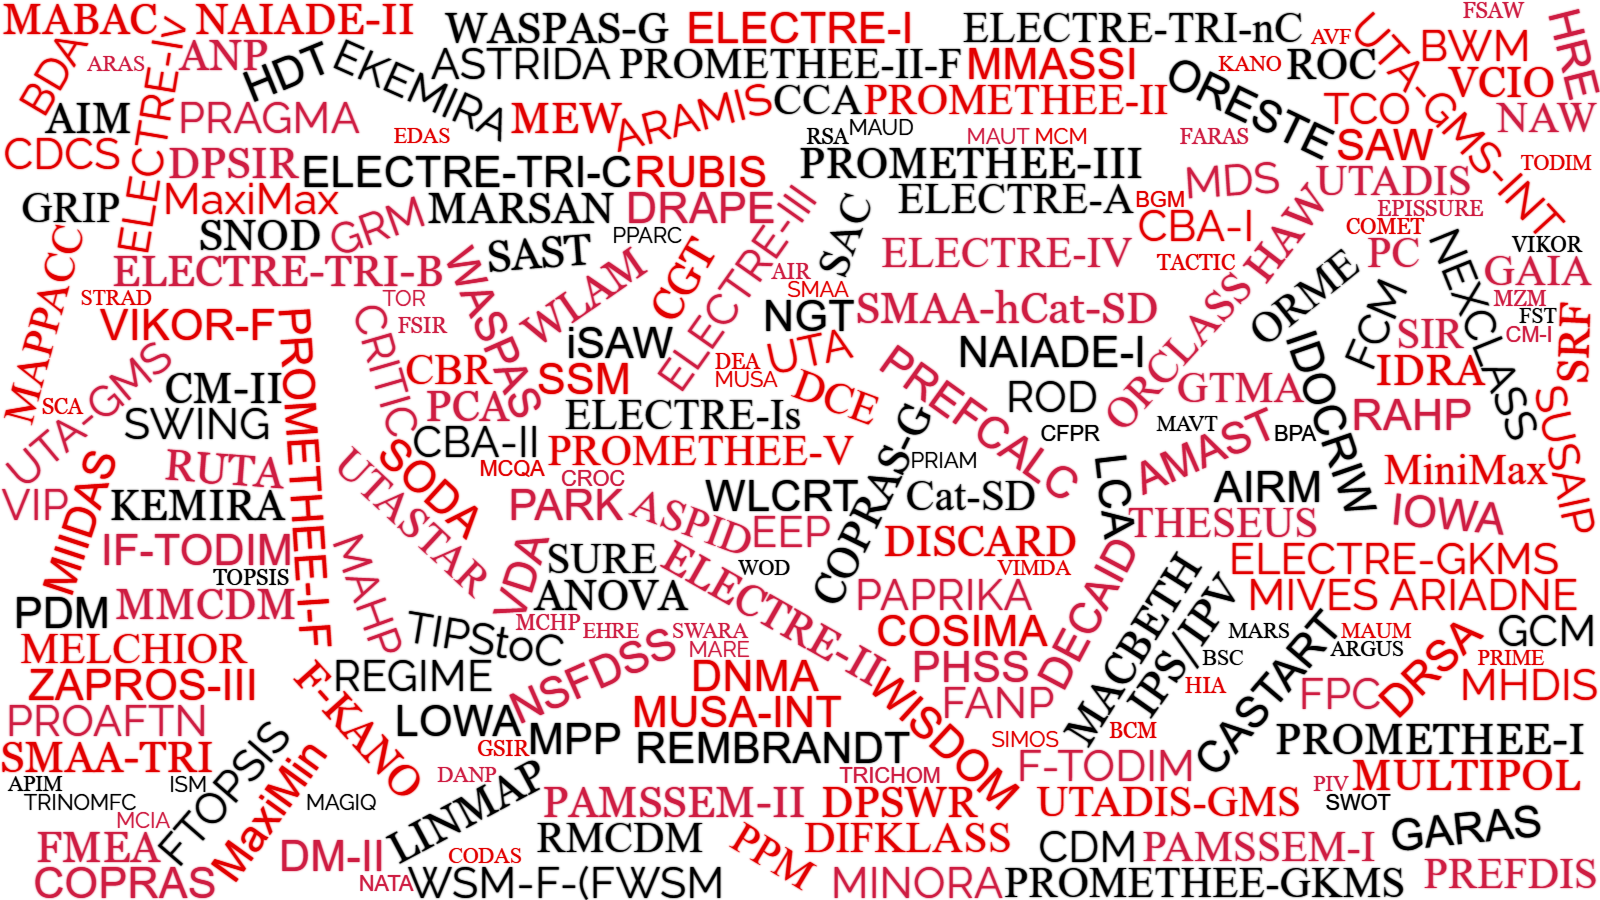 MABAC
NAIADE-II
WASPAS-G
ELECTRE-I
ELECTRE-TRI-nC
AVF
FSAW
HRE
BDA
ARAS
ELECTRE-IV
ANP
HDT
EKEMIRA
ASTRIDA
PROMETHEE-II-F
MMASSI
KANO
ROC
UTA-GMS-INT
BWM
VCIO
AIM
PRAGMA
EDAS
MEW
ARAMIS
CCA
PROMETHEE-II
ORESTE
TCO
NAW
CDCS
DPSIR
ELECTRE-TRI-C
RUBIS
RSA
MAUD
MAUT
MCM
FARAS
SAW
TODIM
PROMETHEE-III
MDS
UTADIS
GRIP
MaxiMax
GRM
MARSAN
DRAPE
ELECTRE-III
SAC
ELECTRE-A
BGM
CBA-I
HAW
EPISSURE
COMET
SNOD
SAST
PPARC
CGT
ELECTRE-IV
TACTIC
PC
NEXCLASS
VIKOR
MAPPACC
ELECTRE-TRI-B
WASPAS
WLAM
AIR
SMAA
ORCLASS
ORME
GAIA
STRAD
TOR
FSIR
NGT
SMAA-hCat-SD
FCM
MZM
FST
CM-I
SRF
VIKOR-F
PROMETHEE-I-F
CRITIC
iSAW
UTA
NAIADE-I
IDOCRIW
SIR
UTA-GMS
CM-II
CBR
SSM
DEA
MUSA
DCE
PREFCALC
ROD
GTMA
IDRA
SUSAIP
SCA
SWING
PCA
ELECTRE-Is
COPRAS-G
CFPR
MAVT
BPA
RAHP
CBA-II
PROMETHEE-V
PRIAM
AMAST
RUTA
UTASTAR
SODA
MCQA
CROC
LCA
MiniMax
VIP
MIIDAS
KEMIRA
PARK
ASPID
EEP
WLCRT
Cat-SD
AIRM
IOWA
IF-TODIM
MAHP
VDA
SURE
ELECTRE-II
WOD
DISCARD
THESEUS
TOPSIS
VIMDA
DECAID
ELECTRE-GKMS
PDM
MMCDM
ANOVA
PAPRIKA
MACBETH
IPS/IPV
MIVES
ARIADNE
TIPStoC
MCHP
EHRE
SWARA
MARE
COSIMA
MARS
BSC
MAUM
ARGUS
GCM
MELCHIOR
REGIME
NSFDSS
DNMA
PHSS
HIA
CASTART
DRSA
PRIME
ZAPROS-III
F-KANO
WISDOM
FANP
FPC
MHDIS
PROAFTN
LOWA
MUSA-INT
BCM
SMAA-TRI
FTOPSIS
GSIR
MPP
REMBRANDT
SIMOS
PROMETHEE-I
APIM
ISM
MaxiMin
DANP
TRICHOM
F-TODIM
PIV
MULTIPOL
TRINOMFC
MAGIQ
LINMAP
PAMSSEM-II
DPSWR
UTADIS-GMS
SWOT
MCIA
RMCDM
PPM
DIFKLASS
GARAS
FMEA
DM-II
CODAS
CDM
PAMSSEM-I
COPRAS
NATA
WSM-F-(FWSM
MINORA
PROMETHEE-GKMS
PREFDIS